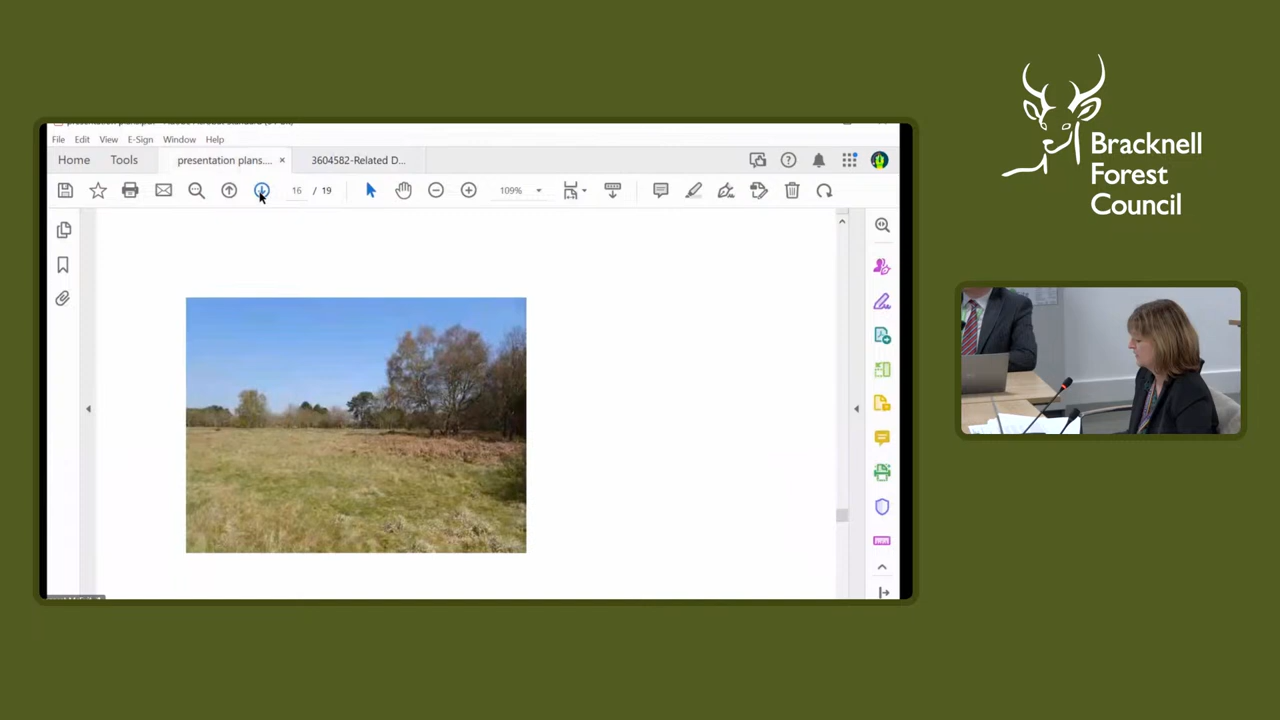 File Edit View E-Sign Window Help
Home Tools presentation plans.... × 3604582-Related D...
16 / 19 109%
Bracknell
Forest
Council